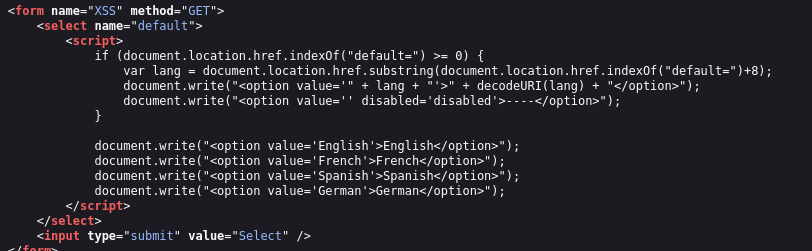 <form name="XSS" method="GET">
    <select name="default">
        <script>
            if (document.location.href.indexOf("default=") >= 0) {
                var lang = document.location.href.substring(document.location.href.indexOf("default=")+8);
                document.write("<option value='" + lang + "'>" + decodeURI(lang) + "</option>");
                document.write("<option value='' disabled='disabled'>----</option>");
            }

            document.write("<option value='English'>English</option>");
            document.write("<option value='French'>French</option>");
            document.write("<option value='Spanish'>Spanish</option>");
            document.write("<option value='German'>German</option>");
        </script>
    </select>
    <input type="submit" value="Select" />
</form>